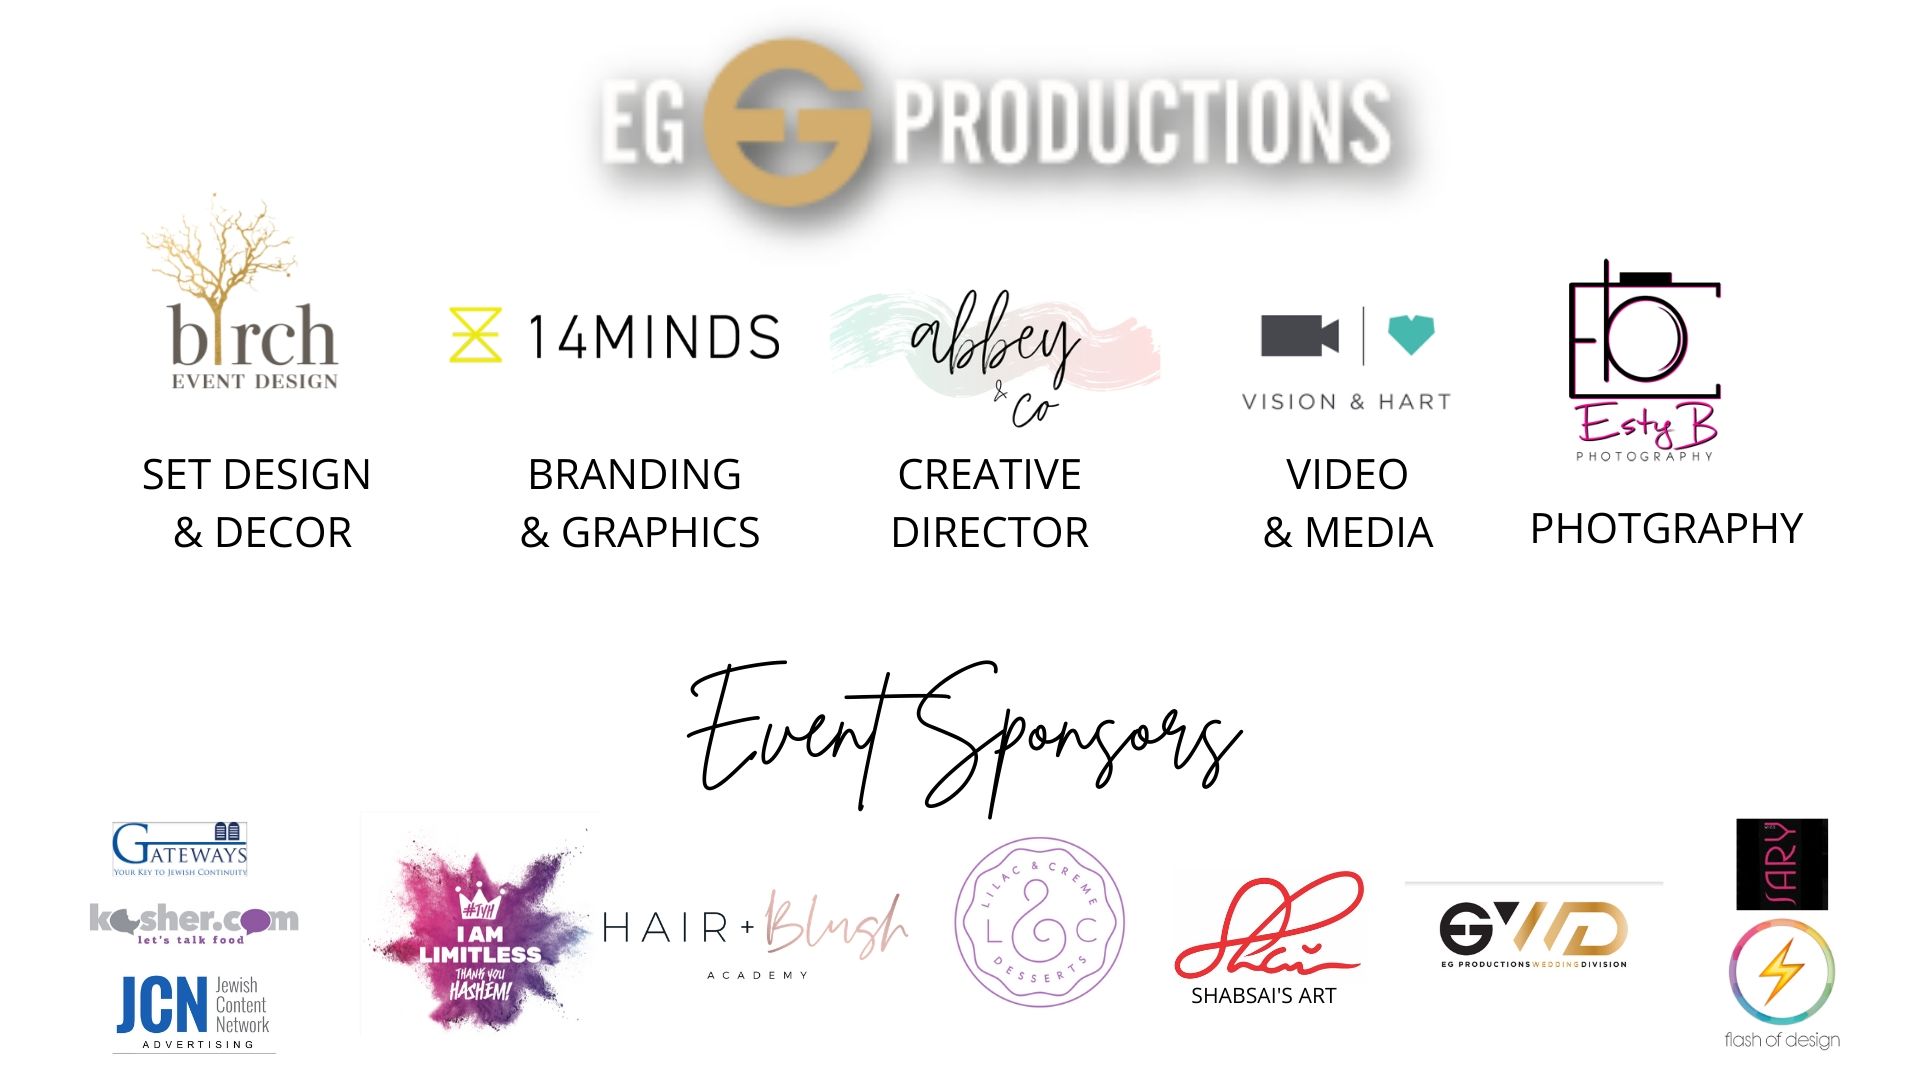 EG PRODUCTIONS
birch
EVENT DESIGN
SET DESIGN
& DECOR
14MINDS
BRANDING
& GRAPHICS
abbey
& co
CREATIVE
DIRECTOR
VISION & HART
VIDEO
& MEDIA
Esty B
PHOTOGRAPHY
PHOTGRAPHY
Event Sponsors
GATEWAYS
YOUR KEY TO JEWISH CONTINUITY
kosher.com
let's talk food
JCN Jewish
Content
Network
ADVERTISING
#TYH
I AM
LIMITLESS
THANK YOU
HASHEM!
HAIR + Blush
ACADEMY
LILAC & CREME
L & C
DESSERTS
SHABSAI'S ART
EG WD
EG PRODUCTIONS WEDDING DIVISION
SARY
flash of design